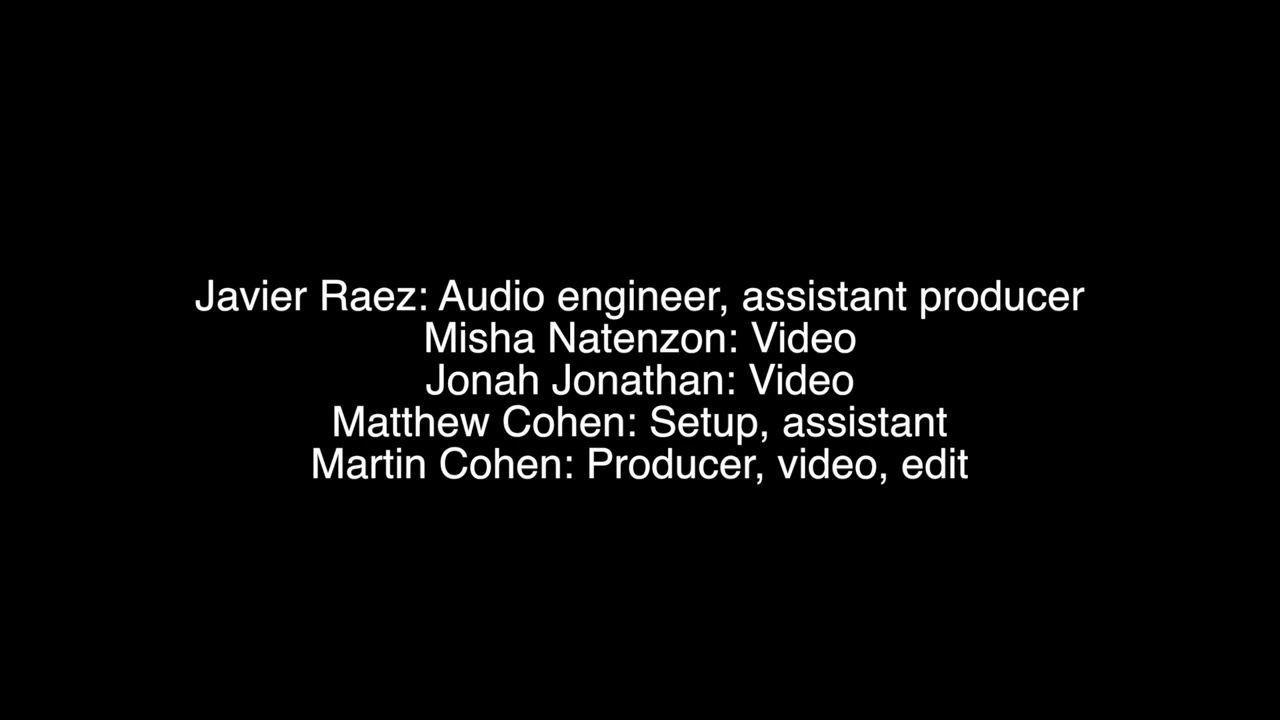 Javier Raez: Audio engineer, assistant producer
Misha Natenzon: Video
Jonah Jonathan: Video
Matthew Cohen: Setup, assistant
Martin Cohen: Producer, video, edit